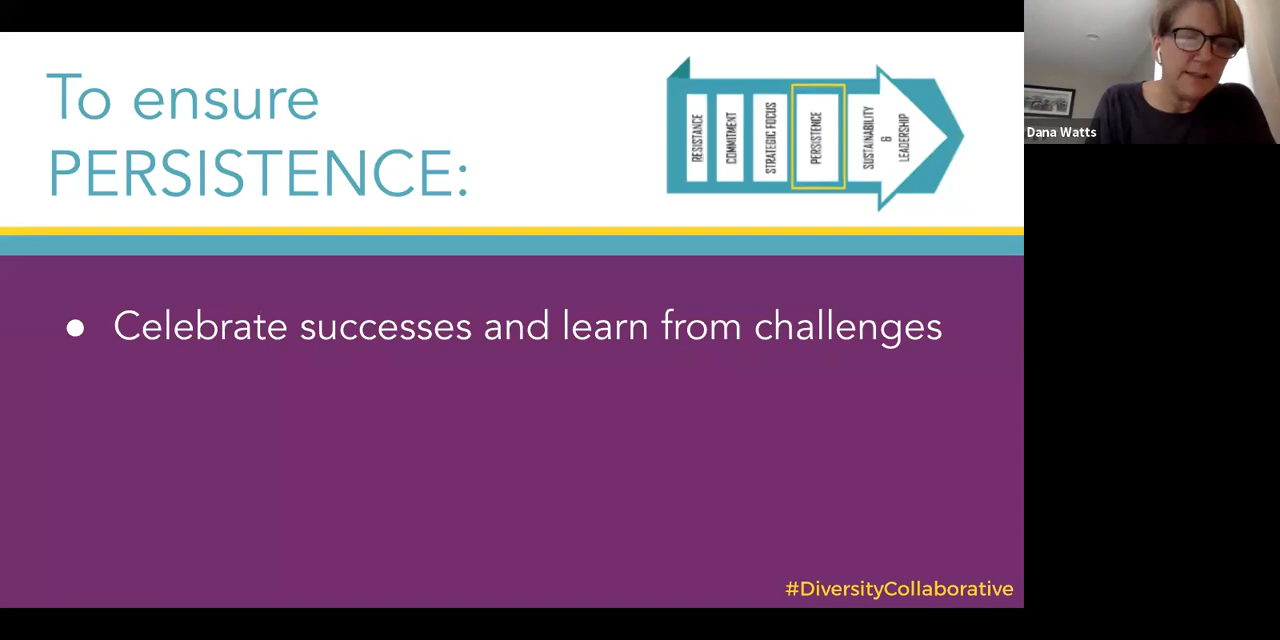 To ensure
PERSISTENCE:
RESISTANCE
COMMITMENT
STRATEGIC FOCUS
PERSISTENCE
SUSTAINABILITY
&
LEADERSHIP
Dana Watts
● Celebrate successes and learn from challenges
#DiversityCollaborative